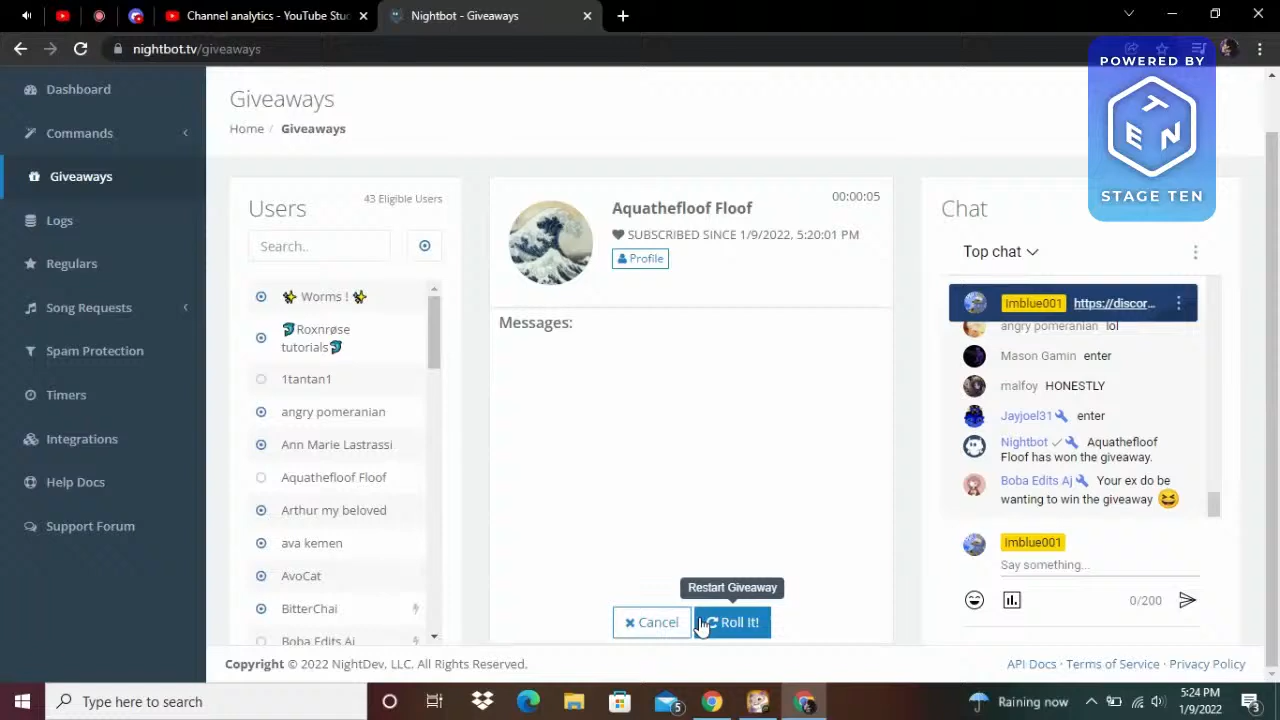 Channel analytics - YouTube Stu
Nightbot - Giveaways
nightbot.tv/giveaways
POWERED BY
TEN
STAGE TEN
Dashboard
Commands
Giveaways
Logs
Regulars
Song Requests
Spam Protection
Timers
Integrations
Help Docs
Support Forum
Giveaways
Home / Giveaways
Users
43 Eligible Users
Search..
Worms !
Roxnrøse
tutorials
1tantan1
angry pomeranian
Ann Marie Lastrassi
Aquathefloof Floof
Arthur my beloved
ava kemen
AvoCat
BitterChai
Boba Edits Aj
Aquathefloof Floof
00:00:05
SUBSCRIBED SINCE 1/9/2022, 5:20:01 PM
Profile
Messages:
Restart Giveaway
Cancel
Roll It!
Chat
Top chat
Imblue001 https://discor...
angry pomeranian lol
Mason Gamin enter
malfoy HONESTLY
Jayjoel31 enter
Nightbot Aquathefloof
Floof has won the giveaway.
Boba Edits Aj Your ex do be
wanting to win the giveaway
Imblue001
Say something...
0/200
Copyright © 2022 NightDev, LLC. All Rights Reserved.
API Docs · Terms of Service · Privacy Policy
Type here to search
5
Raining now
5:24 PM
1/9/2022
3